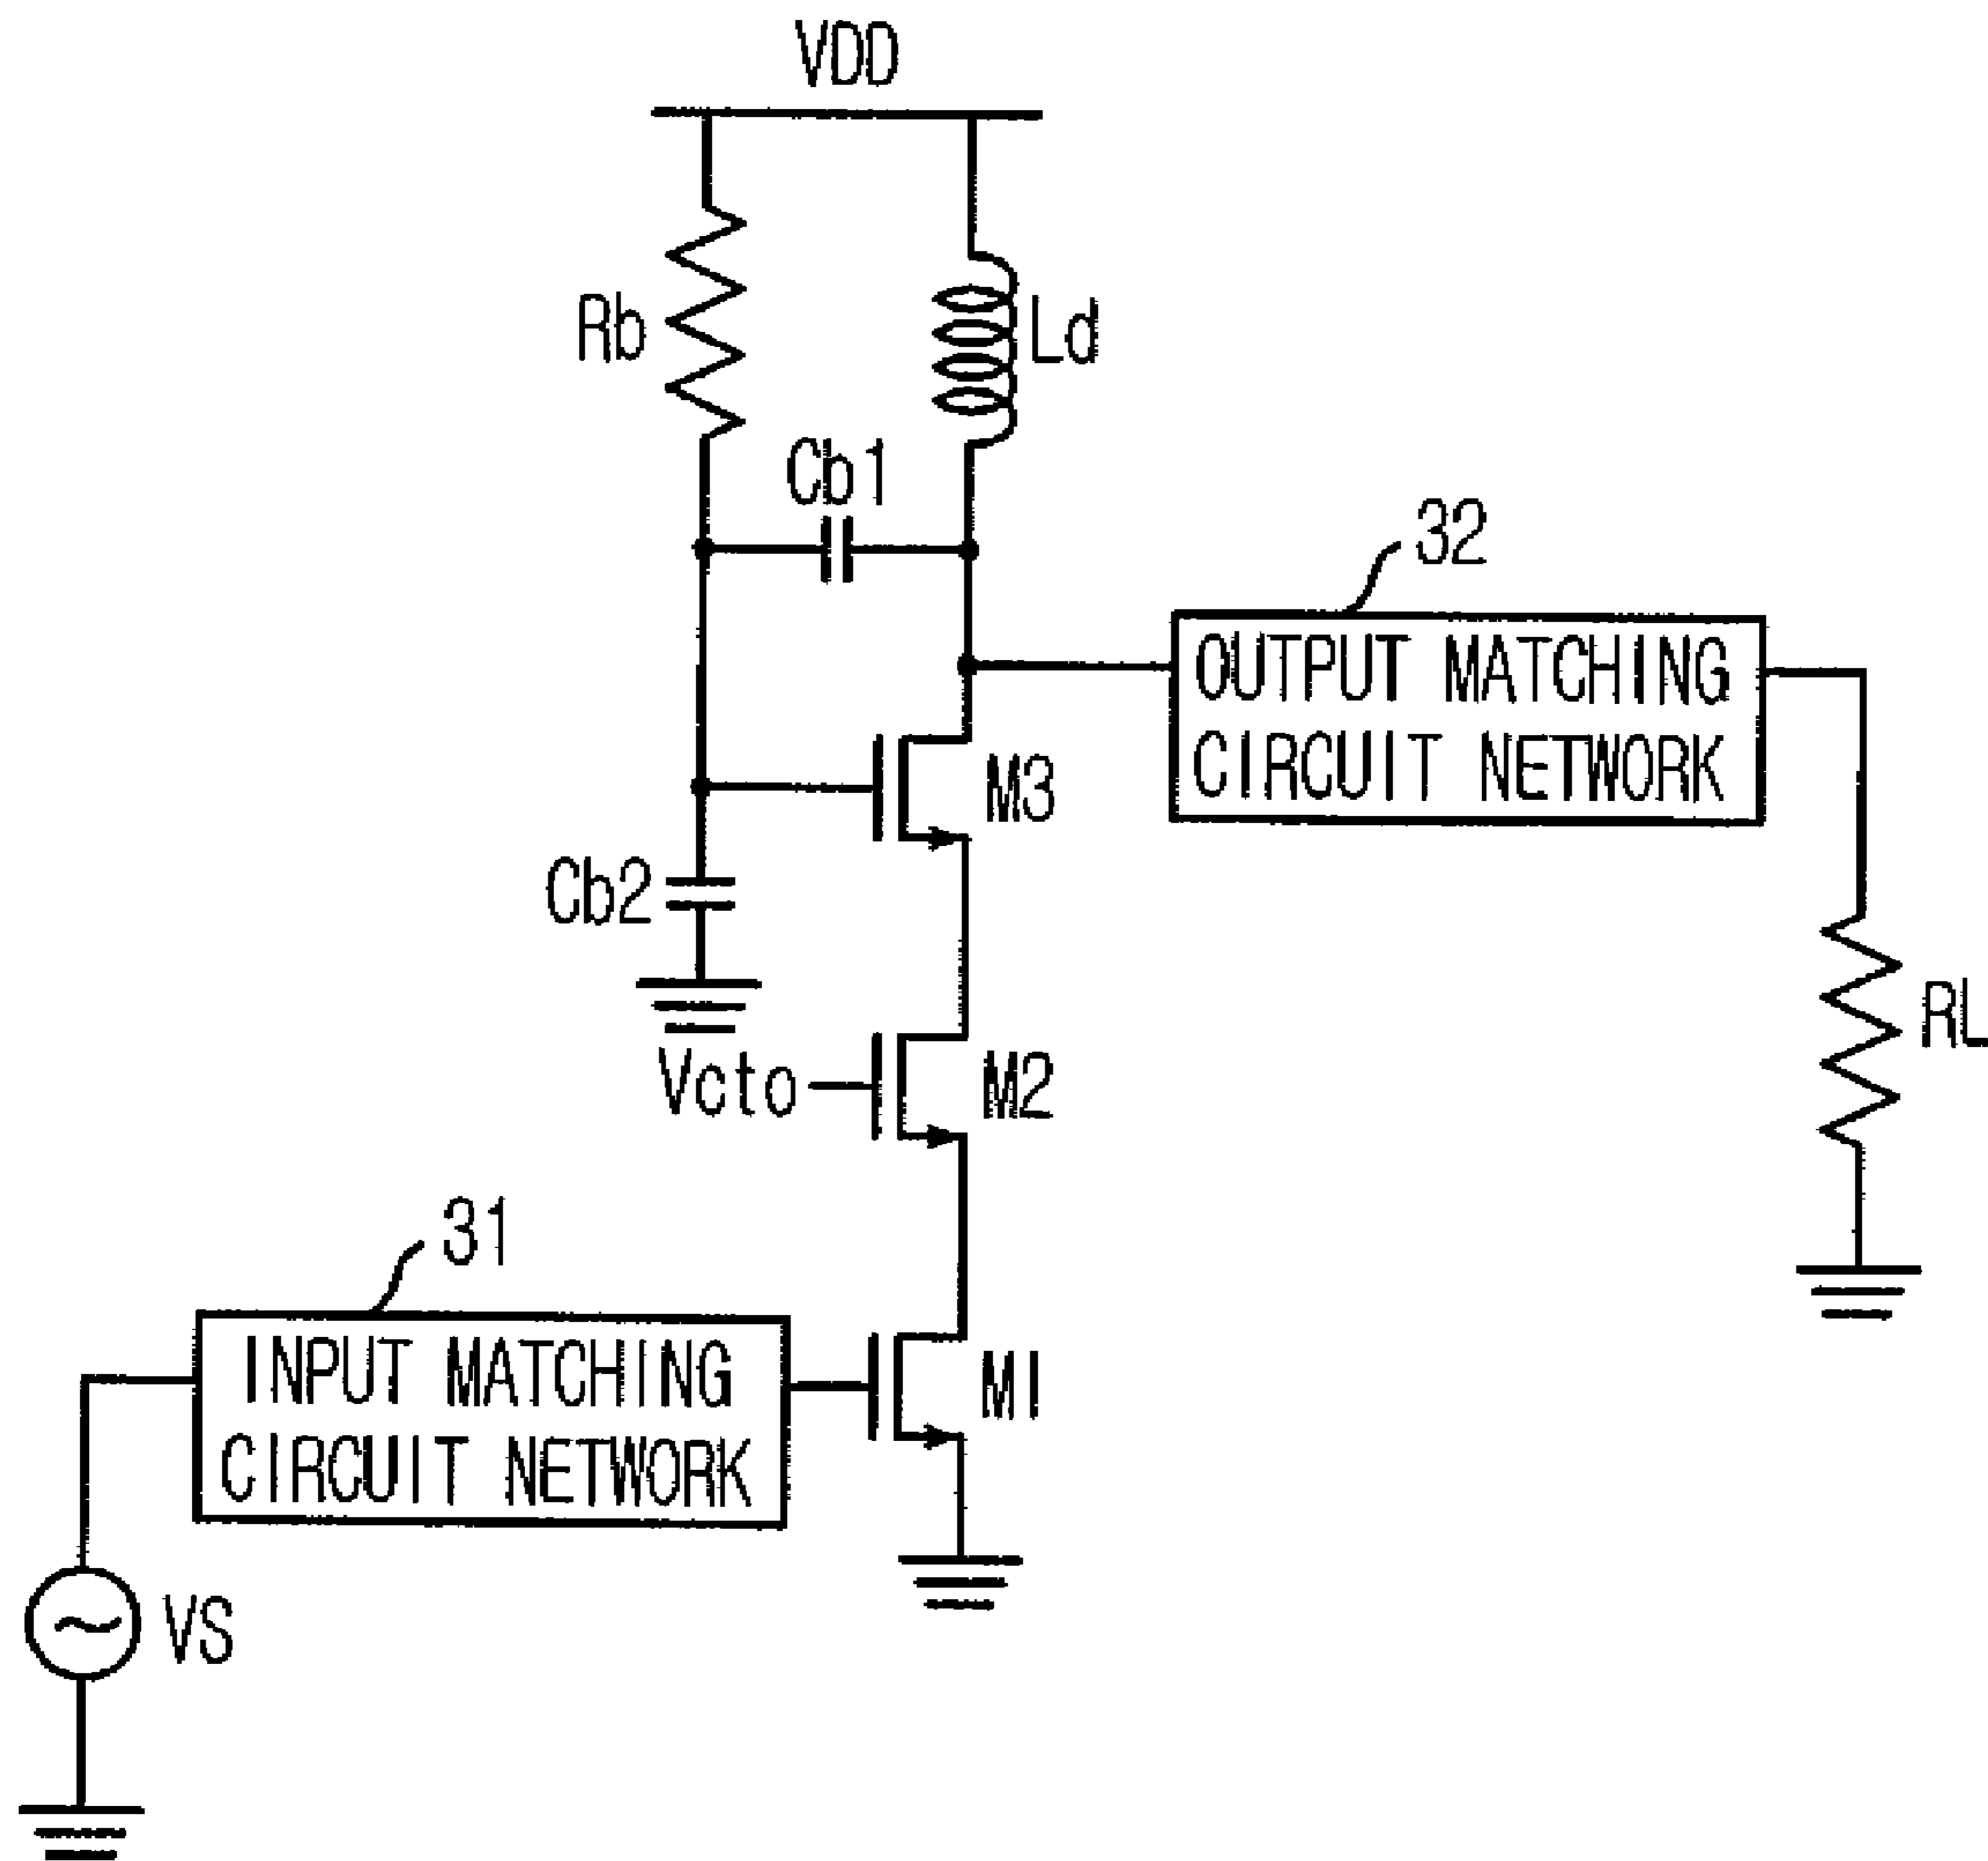 VDD
Rb
Ld
Cb1
32
OUTPUT MATCHING
CIRCUIT NETWORK
M3
Cb2
RL
Vcto
M2
31
INPUT MATCHING
CIRCUIT NETWORK
M1
VS